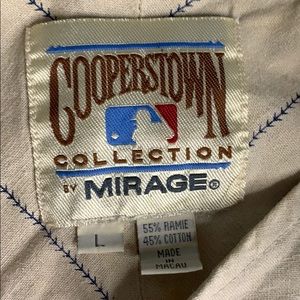 COOPERSTOWN
COLLECTION
BY MIRAGE®
L
55% RAMIE
45% COTTON
MADE
IN
MACAU